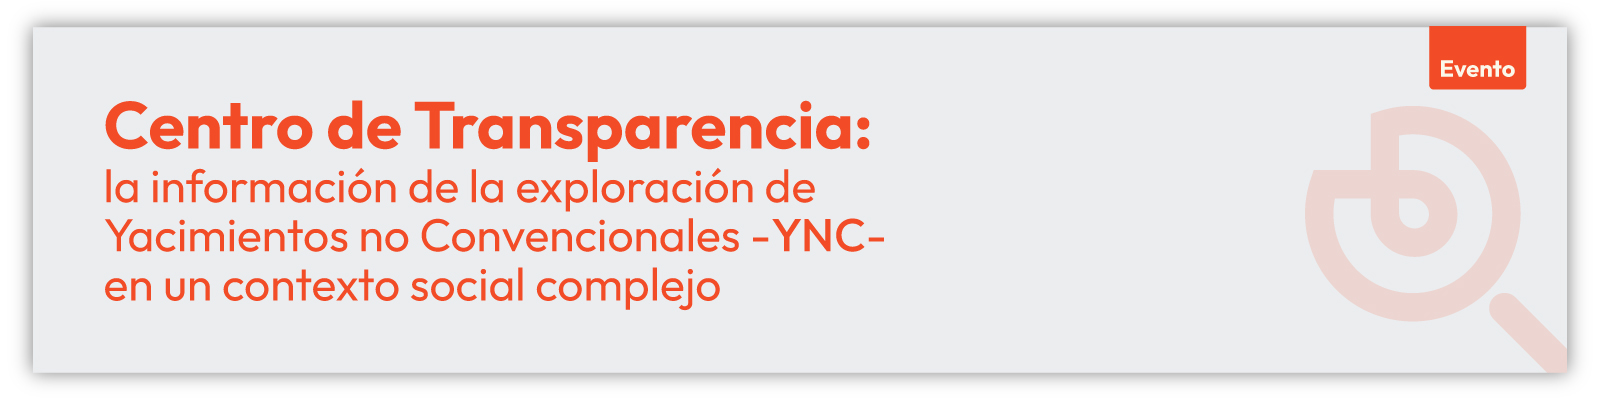 Evento
Centro de Transparencia:
la información de la exploración de
Yacimientos no Convencionales -YNC-
en un contexto social complejo